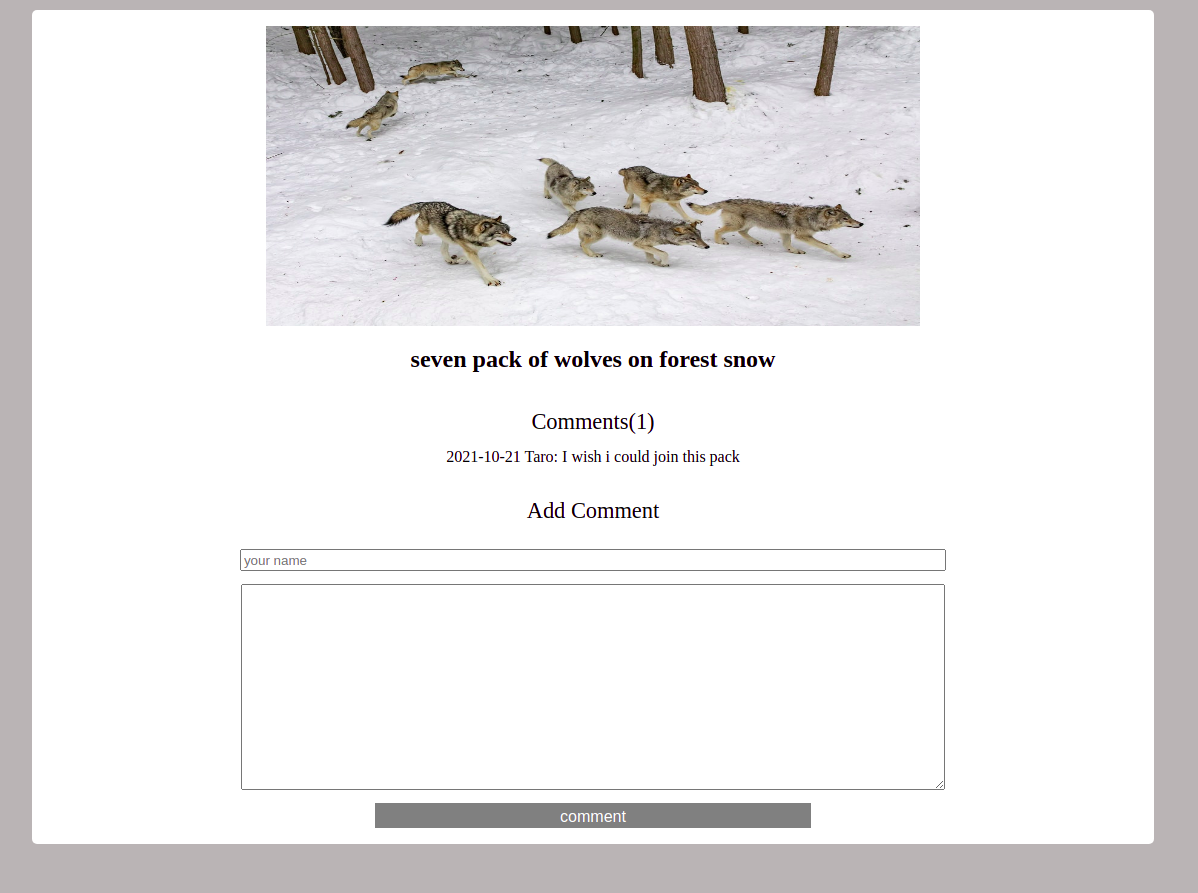 seven pack of wolves on forest snow
Comments(1)
2021-10-21 Taro: I wish i could join this pack
Add Comment
your name
comment